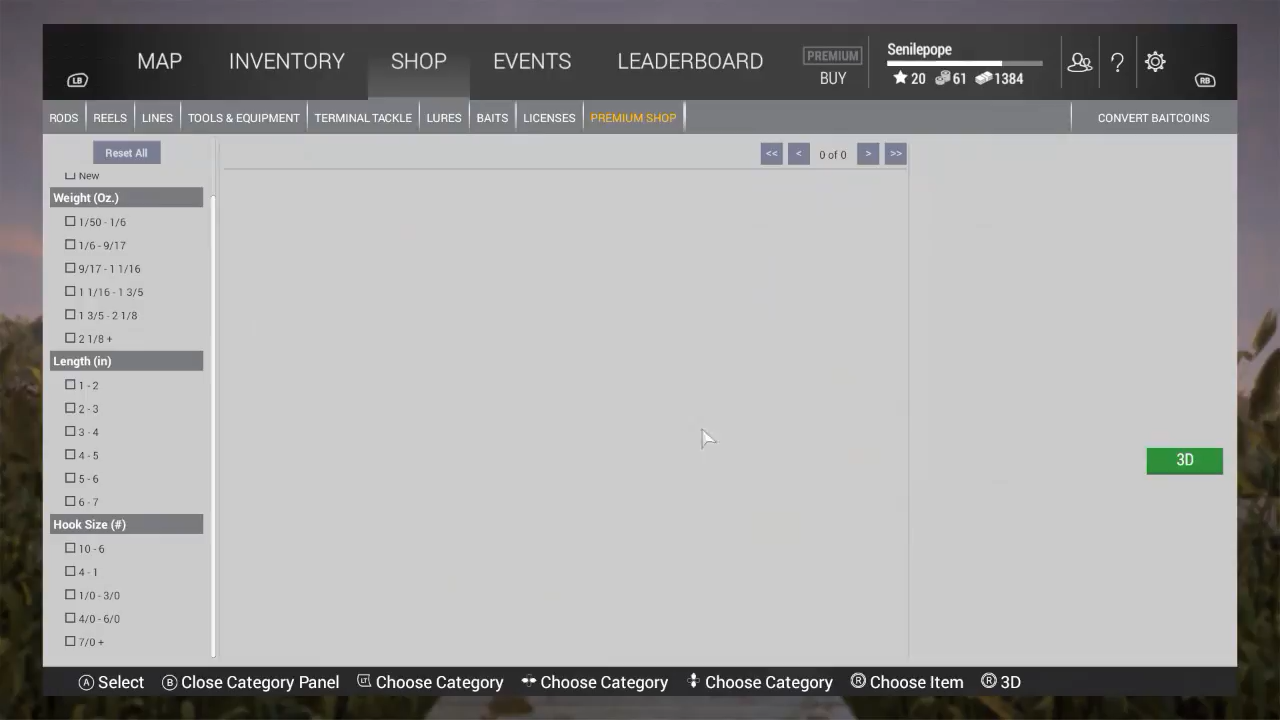 MAP INVENTORY SHOP EVENTS LEADERBOARD PREMIUM BUY Senilepope
LB 20 61 1384 ? RB
RODS REELS LINES TOOLS & EQUIPMENT TERMINAL TACKLE LURES BAITS LICENSES PREMIUM SHOP CONVERT BAITCOINS
Reset All << < 0 of 0 > >>
New
Weight (Oz.)
1/50 - 1/6
1/6 - 9/17
9/17 - 1 1/16
1 1/16 - 1 3/5
1 3/5 - 2 1/8
2 1/8 +
Length (in)
1 - 2
2 - 3
3 - 4
4 - 5
5 - 6
6 - 7
3D
Hook Size (#)
10 - 6
4 - 1
1/0 - 3/0
4/0 - 6/0
7/0 +
A Select B Close Category Panel LT Choose Category Choose Category Choose Category R Choose Item R 3D